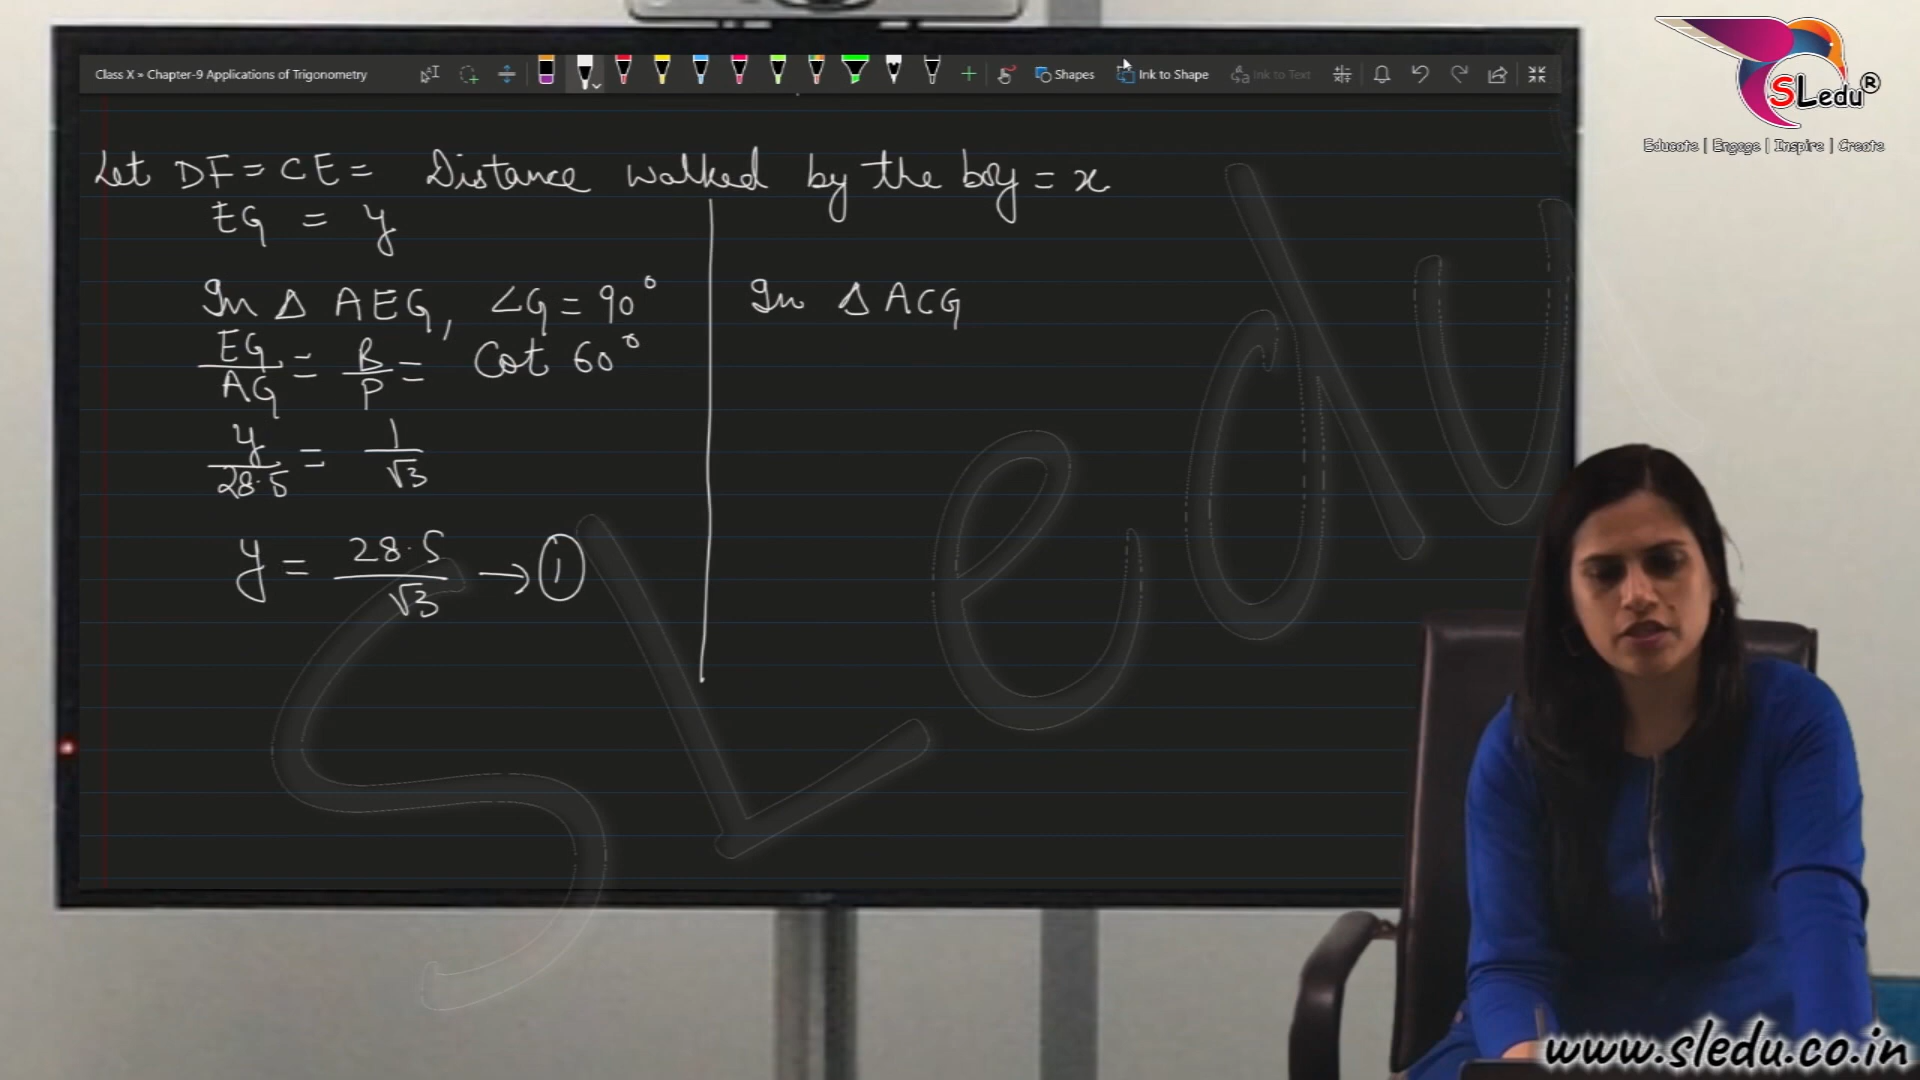 Class X » Chapter-9 Applications of Trigonometry
Shapes
Ink to Shape
Ink to Text
SLedu®
Educate | Engage | Inspire | Create
Let DF = CE = Distance walked by the boy = x
EG = y
In Δ AEG, ∠G = 90°
EG/AG = B/P = Cot 60°
y/28.5 = 1/√3
y = 28.5/√3 → ①
In Δ ACG
SLedu
www.sledu.co.in